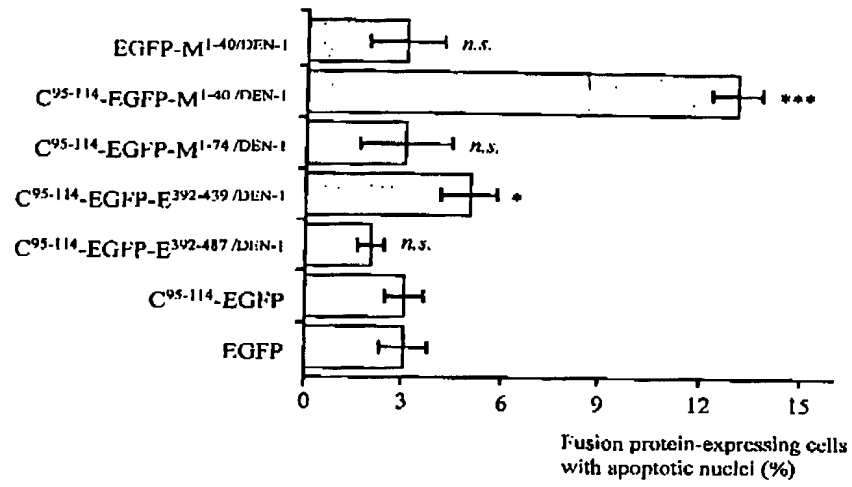 EGFP-M1-40/DEN-1
n.s.
C95-114-EGFP-M1-40/DEN-1
***
C95-114-EGFP-M1-74/DEN-1
n.s.
C95-114-EGFP-E392-439/DEN-1
*
C95-114-EGFP-E392-487/DEN-1
n.s.
C95-114-EGFP
EGFP
0 3 6 9 12 15
Fusion protein-expressing cells
with apoptotic nuclei (%)